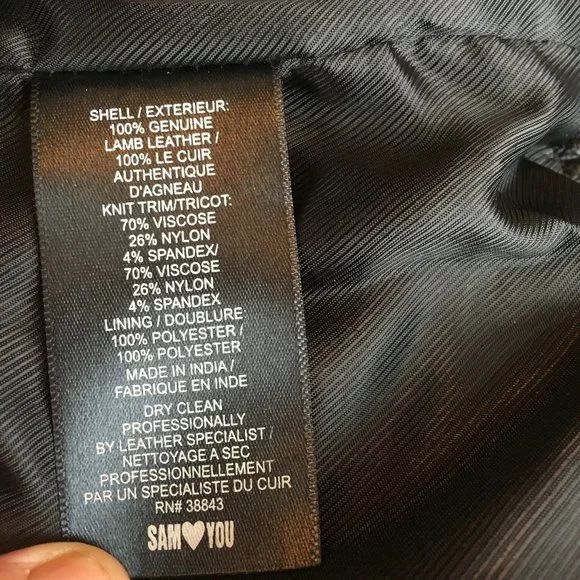 SHELL / EXTERIEUR:
100% GENUINE
LAMB LEATHER /
100% LE CUIR
AUTHENTIQUE
D'AGNEAU
KNIT TRIM/TRICOT:
70% VISCOSE
26% NYLON
4% SPANDEX/
70% VISCOSE
26% NYLON
4% SPANDEX
LINING / DOUBLURE:
100% POLYESTER /
100% POLYESTER
MADE IN INDIA /
FABRIQUE EN INDE
DRY CLEAN
PROFESSIONALLY
BY LEATHER SPECIALIST /
NETTOYAGE A SEC
PROFESSIONNELLEMENT
PAR UN SPECIALISTE DU CUIR
RN# 38843
SAM♥YOU